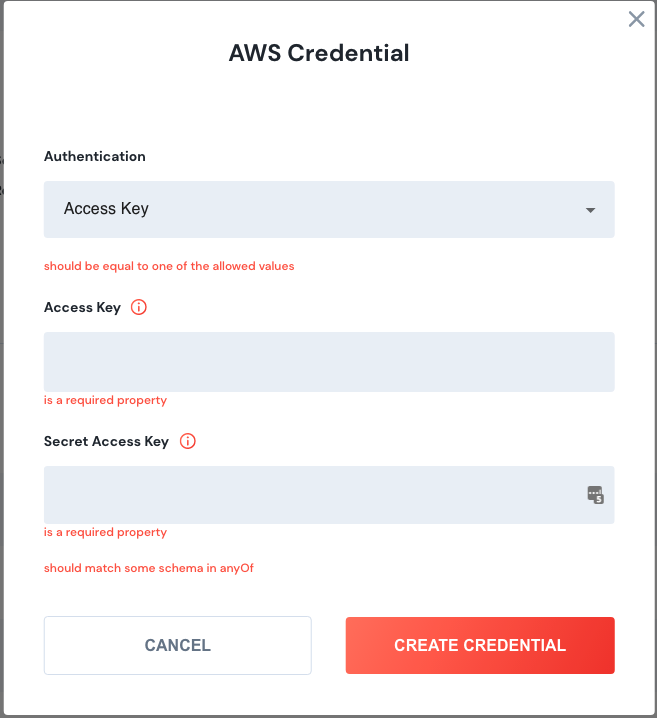 AWS Credential
Authentication
Access Key
should be equal to one of the allowed values
Access Key
is a required property
Secret Access Key
5
is a required property
should match some schema in anyOf
CANCEL
CREATE CREDENTIAL